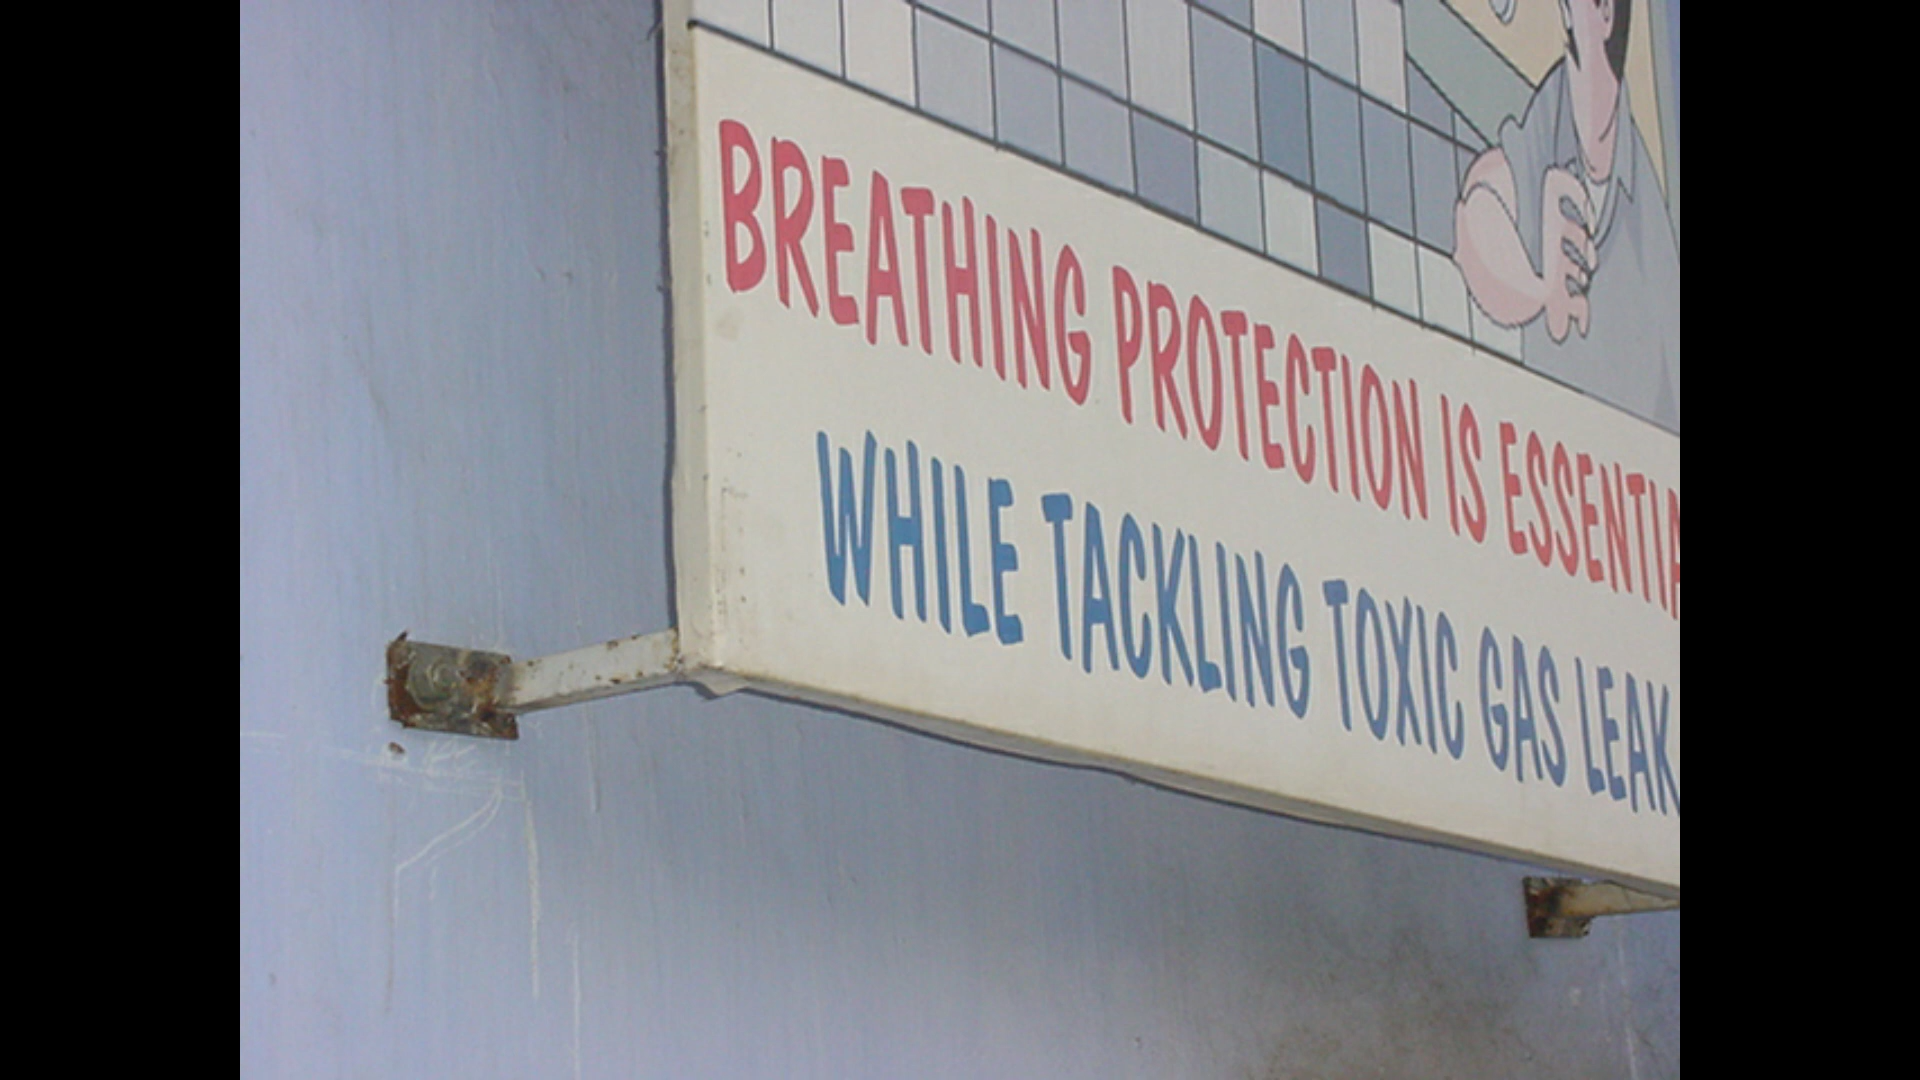 BREATHING PROTECTION IS ESSENTIA
WHILE TACKLING TOXIC GAS LEAK